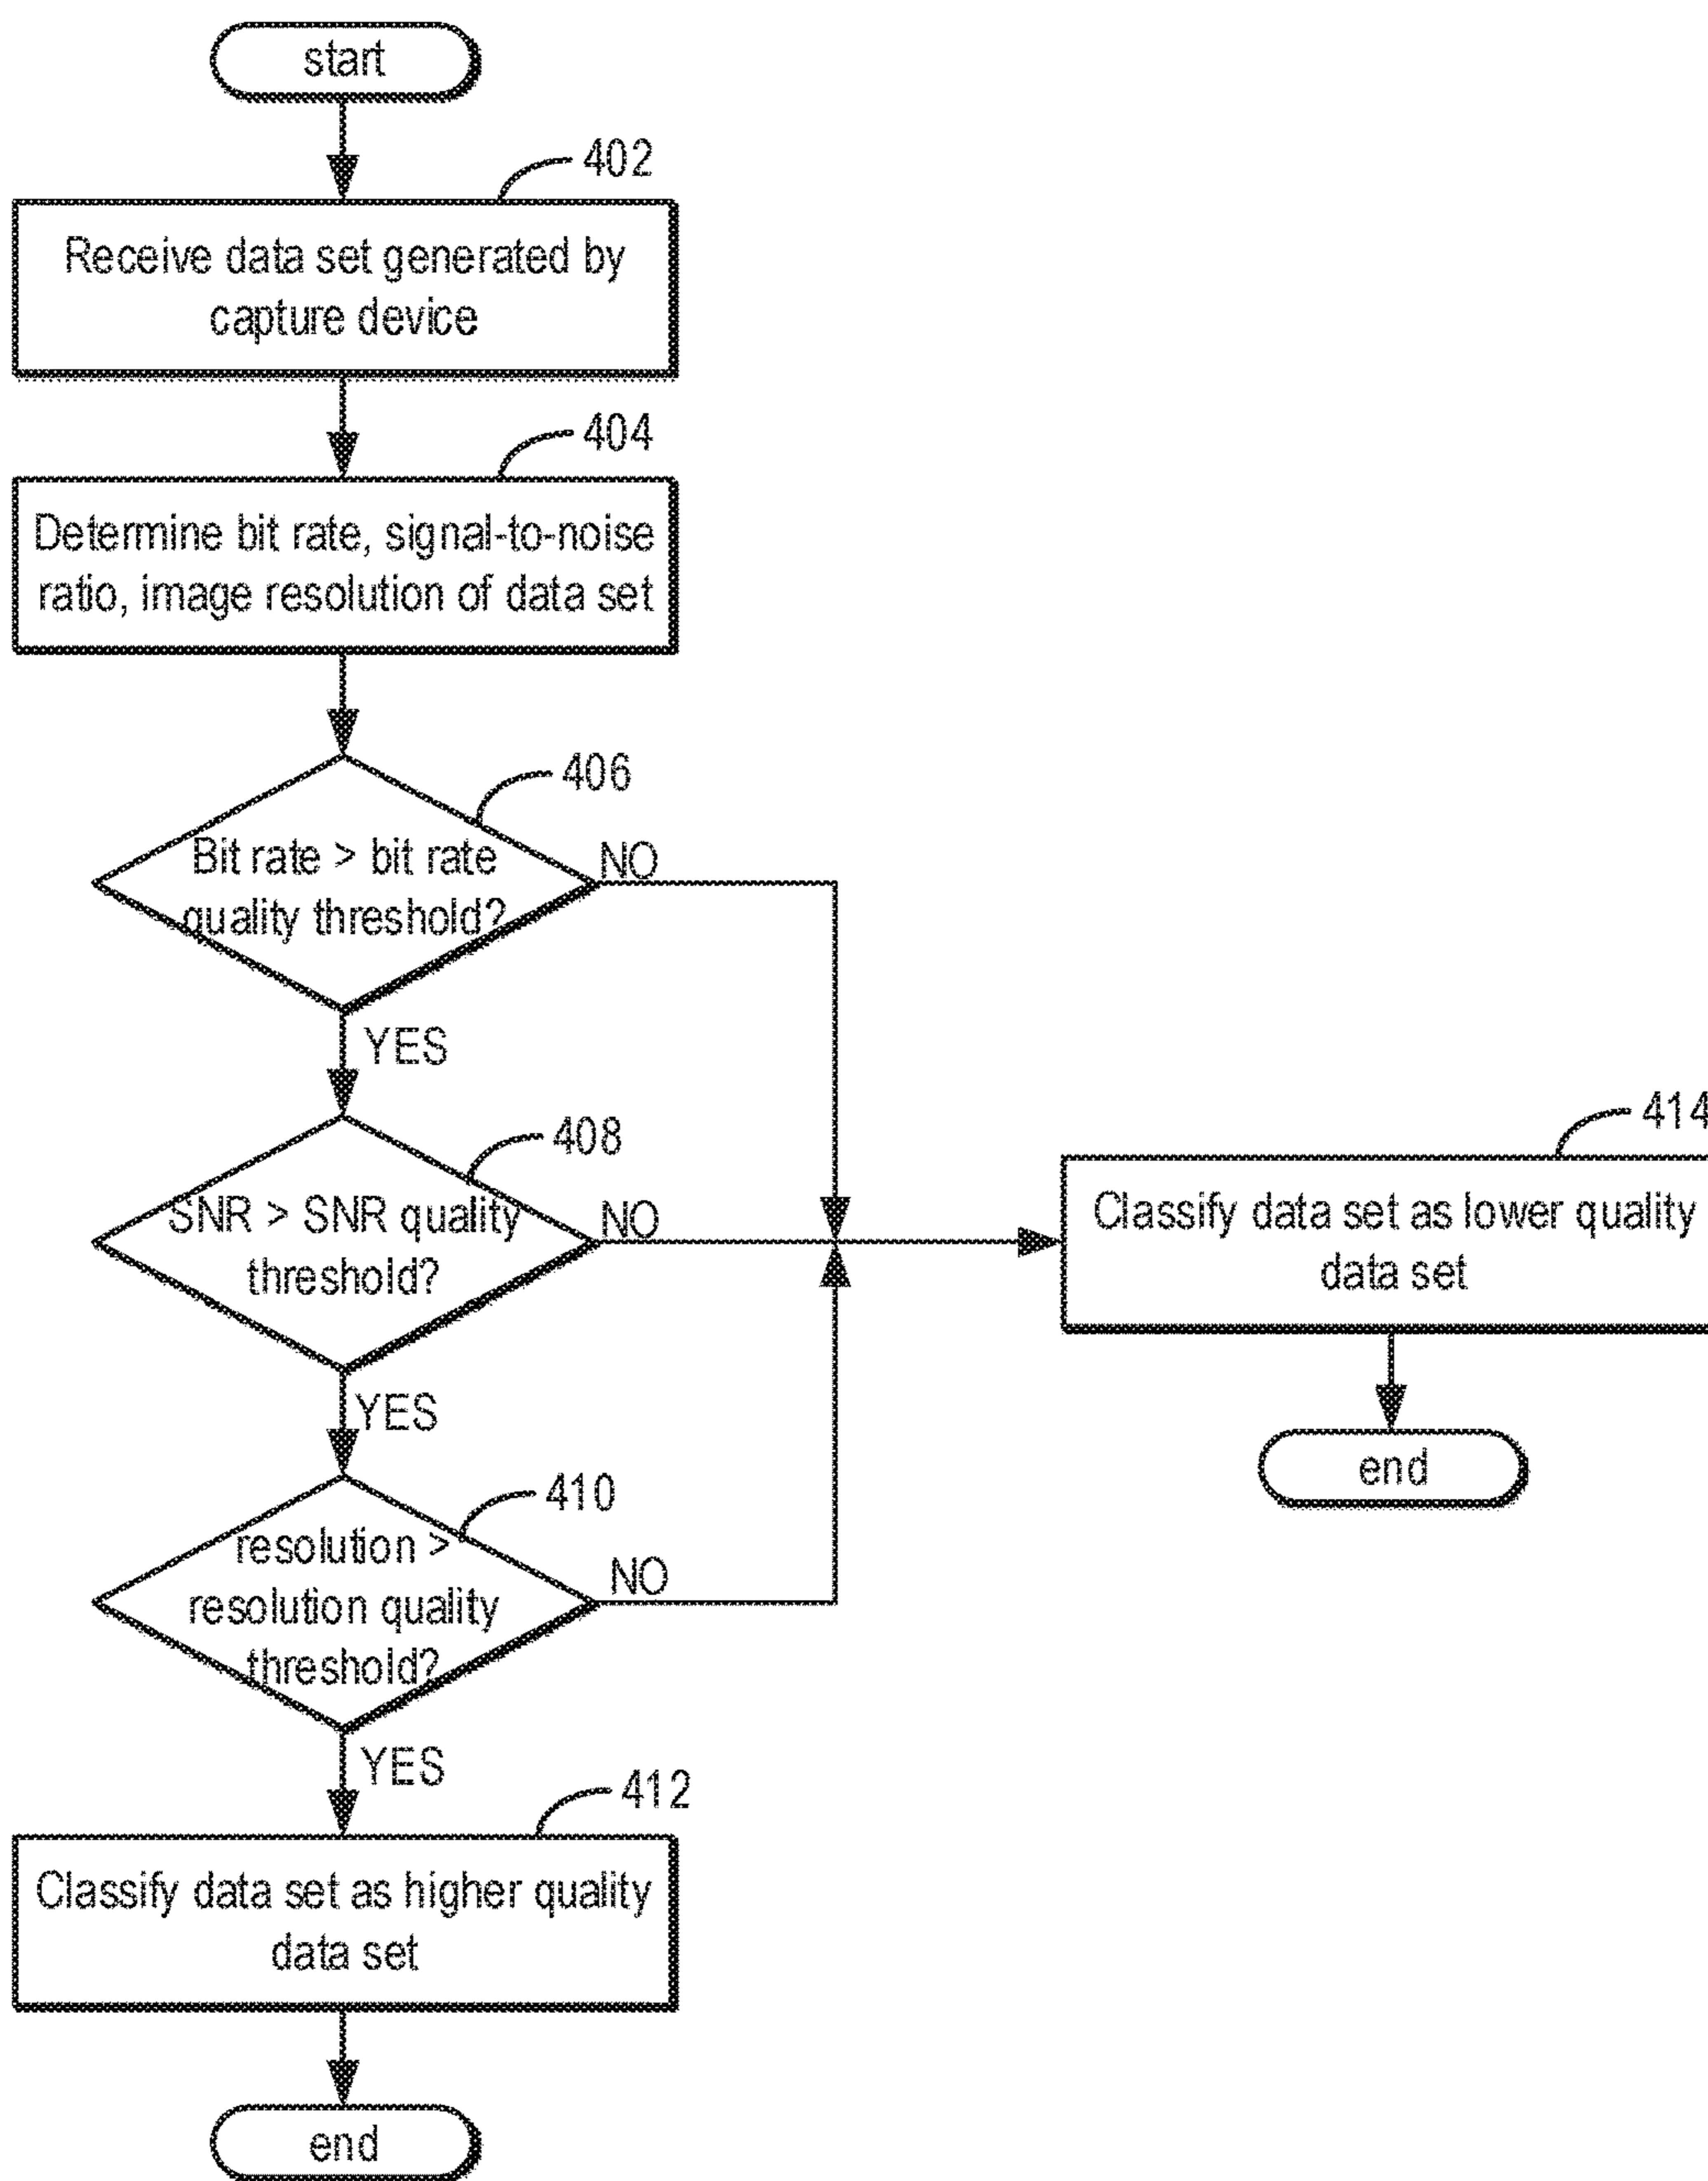 start
402
Receive data set generated by
capture device
404
Determine bit rate, signal-to-noise
ratio, image resolution of data set
406
Bit rate > bit rate
quality threshold?
NO
YES
408
SNR > SNR quality
threshold?
NO
YES
410
resolution >
resolution quality
threshold?
NO
YES
412
Classify data set as higher quality
data set
end
414
Classify data set as lower quality
data set
end